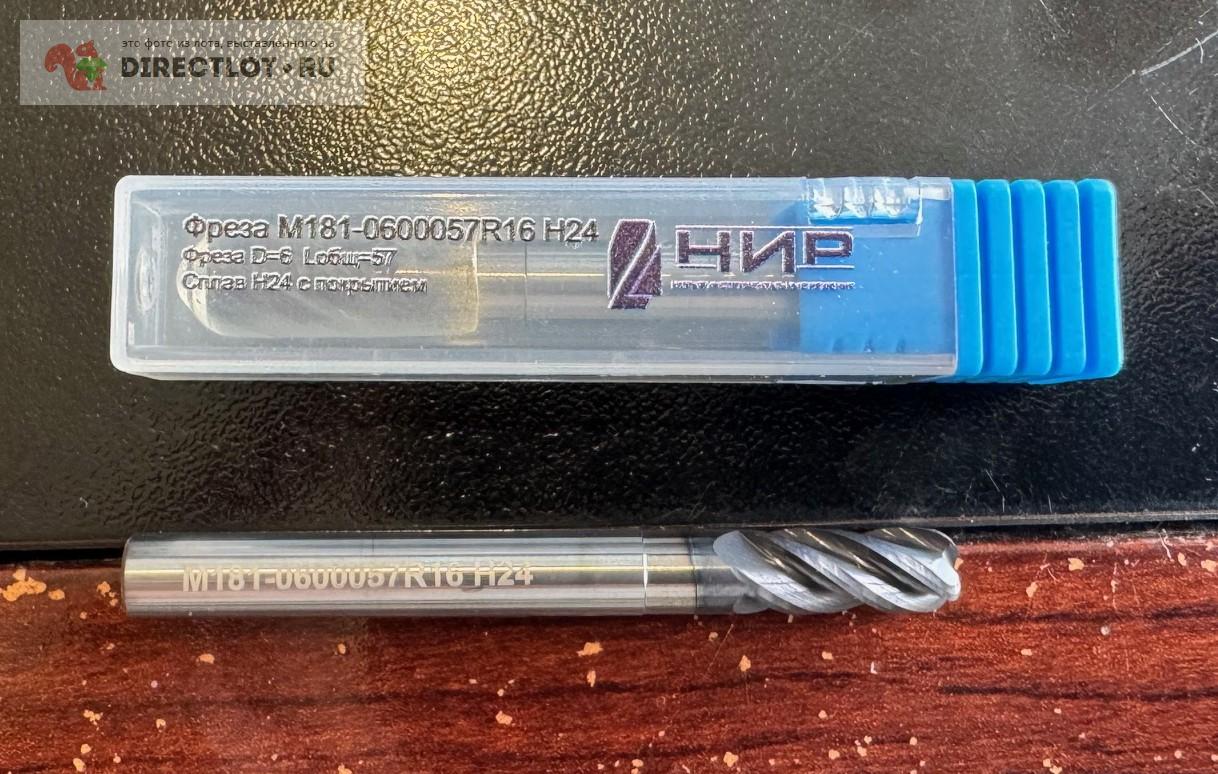 это фото из лота, выставленного на
DIRECTLOT.RU
Фреза M181-0600057R16 H24
Фреза D=6 Lобщ=57
Сплав H24 с покрытием
НИР
M181-0600057R16 H24